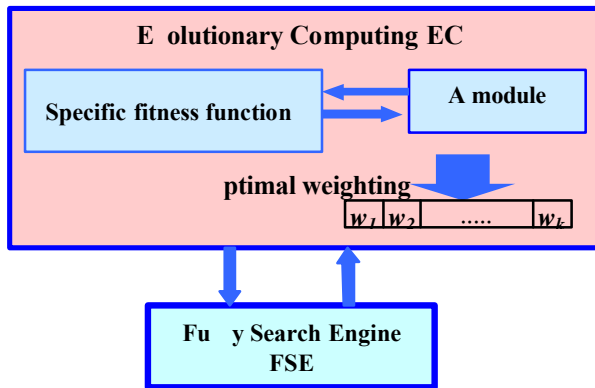 E olutionary Computing EC
Specific fitness function
A module
ptimal weighting
w1 w2 ..... wk
Fu y Search Engine
FSE